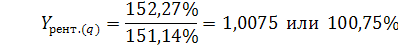 Yрент.(q) = 152,27% / 151,14% = 1,0075 или 100,75%